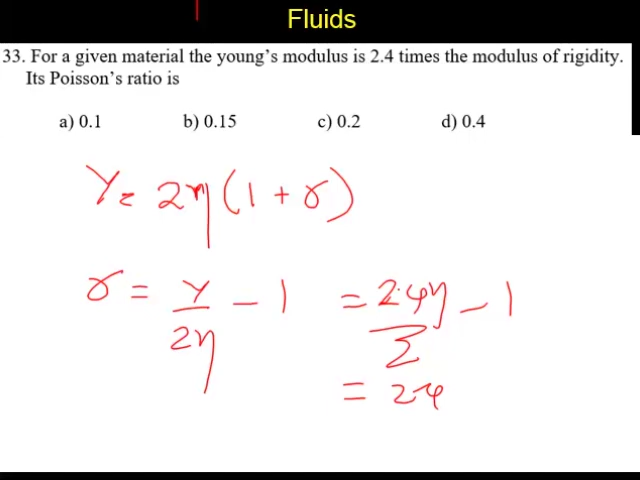 Fluids
33. For a given material the young's modulus is 2.4 times the modulus of rigidity.
Its Poisson's ratio is
a) 0.1 b) 0.15 c) 0.2 d) 0.4
Y = 2η (1 + σ)
σ = Y/2η - 1 = 2.4η/2 - 1
= 2.4